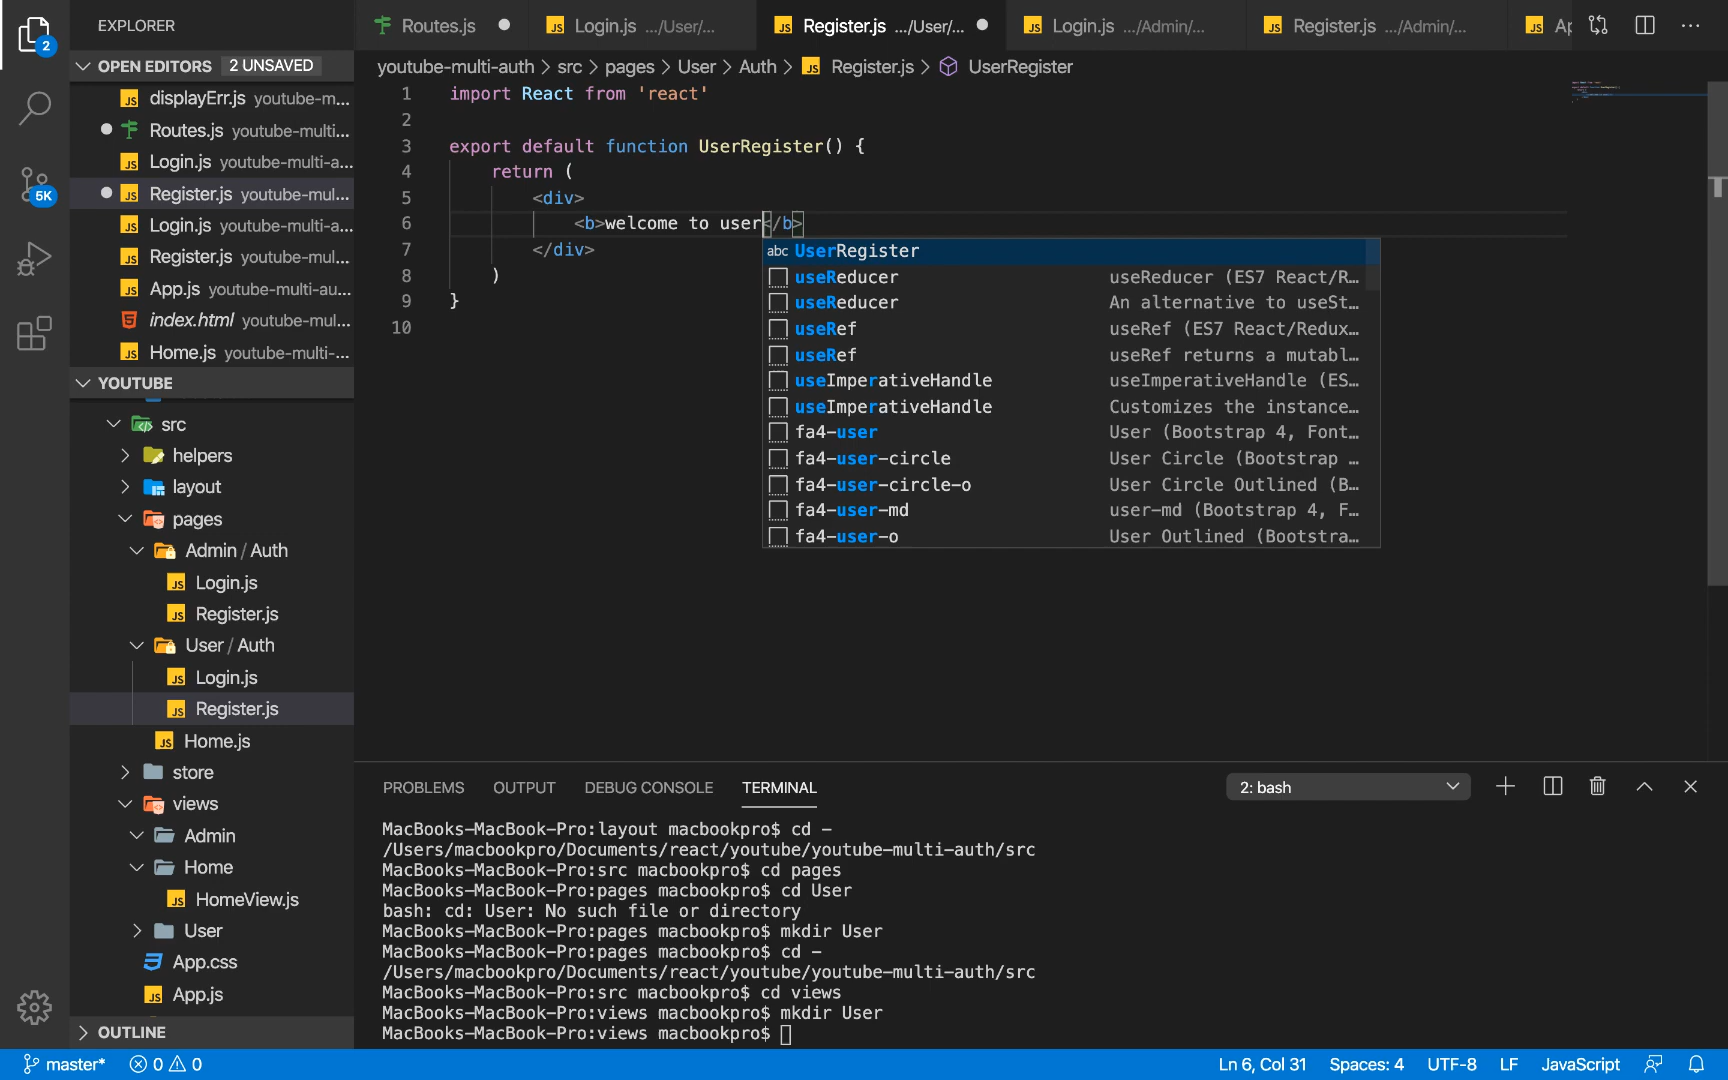 EXPLORER
OPEN EDITORS 2 UNSAVED
displayErr.js youtube-m...
Routes.js youtube-multi...
Login.js youtube-multi-a...
Register.js youtube-mul...
Login.js youtube-multi-a...
Register.js youtube-mul...
App.js youtube-multi-au...
index.html youtube-mul...
Home.js youtube-multi-...
YOUTUBE
src
helpers
layout
pages
Admin / Auth
Login.js
Register.js
User / Auth
Login.js
Register.js
Home.js
store
views
Admin
Home
HomeView.js
User
App.css
App.js
OUTLINE
2
5K
Routes.js
Login.js .../User/...
Register.js .../User/...
Login.js .../Admin/...
Register.js .../Admin/...
Ap
youtube-multi-auth > src > pages > User > Auth > Register.js > UserRegister
1 import React from 'react'
2
3 export default function UserRegister() {
4 return (
5 <div>
6 <b>welcome to user</b>
7 </div>
8 )
9 }
10
abc UserRegister
useReducer useReducer (ES7 React/R...
useReducer An alternative to useSt...
useRef useRef (ES7 React/Redux...
useRef useRef returns a mutabl...
useImperativeHandle useImperativeHandle (ES...
useImperativeHandle Customizes the instance...
fa4-user User (Bootstrap 4, Font...
fa4-user-circle User Circle (Bootstrap ...
fa4-user-circle-o User Circle Outlined (B...
fa4-user-md user-md (Bootstrap 4, F...
fa4-user-o User Outlined (Bootstra...
PROBLEMS OUTPUT DEBUG CONSOLE TERMINAL
2: bash
MacBooks-MacBook-Pro:layout macbookpro$ cd -
/Users/macbookpro/Documents/react/youtube/youtube-multi-auth/src
MacBooks-MacBook-Pro:src macbookpro$ cd pages
MacBooks-MacBook-Pro:pages macbookpro$ cd User
bash: cd: User: No such file or directory
MacBooks-MacBook-Pro:pages macbookpro$ mkdir User
MacBooks-MacBook-Pro:pages macbookpro$ cd -
/Users/macbookpro/Documents/react/youtube/youtube-multi-auth/src
MacBooks-MacBook-Pro:src macbookpro$ cd views
MacBooks-MacBook-Pro:views macbookpro$ mkdir User
MacBooks-MacBook-Pro:views macbookpro$
master* 0 0
Ln 6, Col 31 Spaces: 4 UTF-8 LF JavaScript